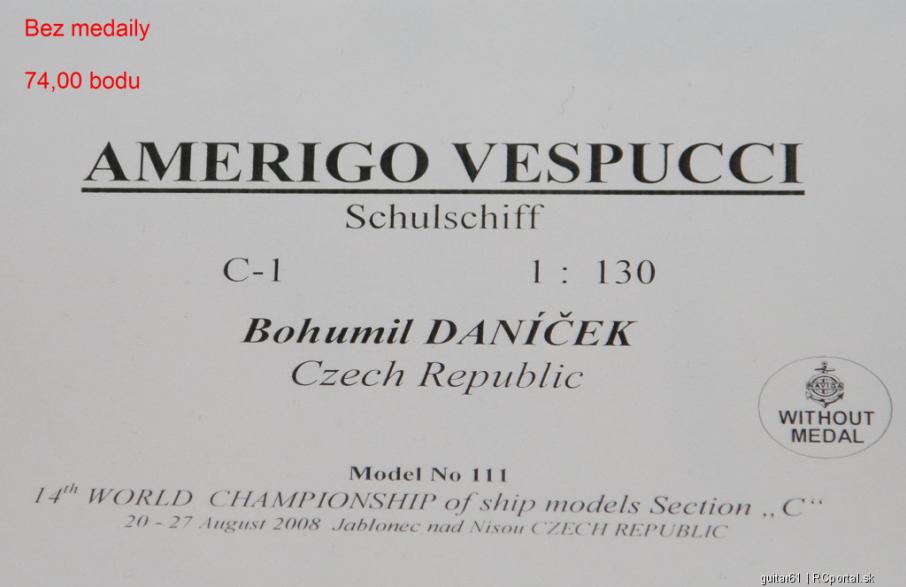 Bez medaily
74,00 bodu
AMERIGO VESPUCCI
Schulschiff
C-1 1 : 130
Bohumil DANÍČEK
Czech Republic
NAVIGA
WITHOUT
MEDAL
Model No 111
14th WORLD CHAMPIONSHIP of ship models Section „C“
20 - 27 August 2008 Jablonec nad Nisou CZECH REPUBLIC
guitar61 | RCportal.sk